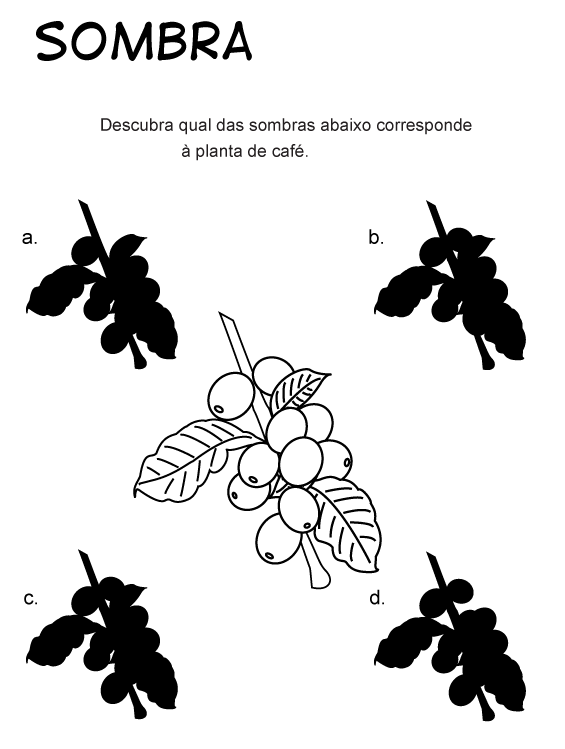 SOMBRA
Descubra qual das sombras abaixo corresponde
à planta de café.
a.
b.
c.
d.